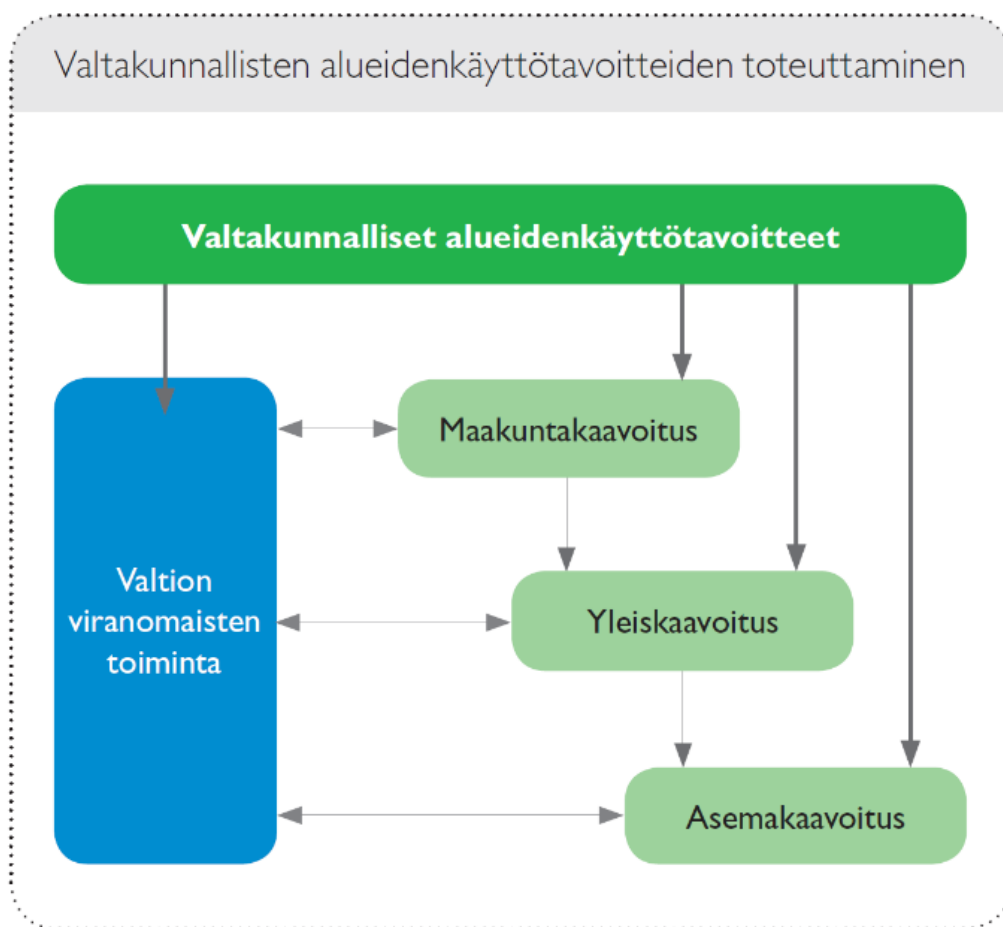 Valtakunnallisten alueidenkäyttötavoitteiden toteuttaminen
Valtakunnalliset alueidenkäyttötavoitteet
Maakuntakaavoitus
Valtion
viranomaisten
toiminta
Yleiskaavoitus
Asemakaavoitus